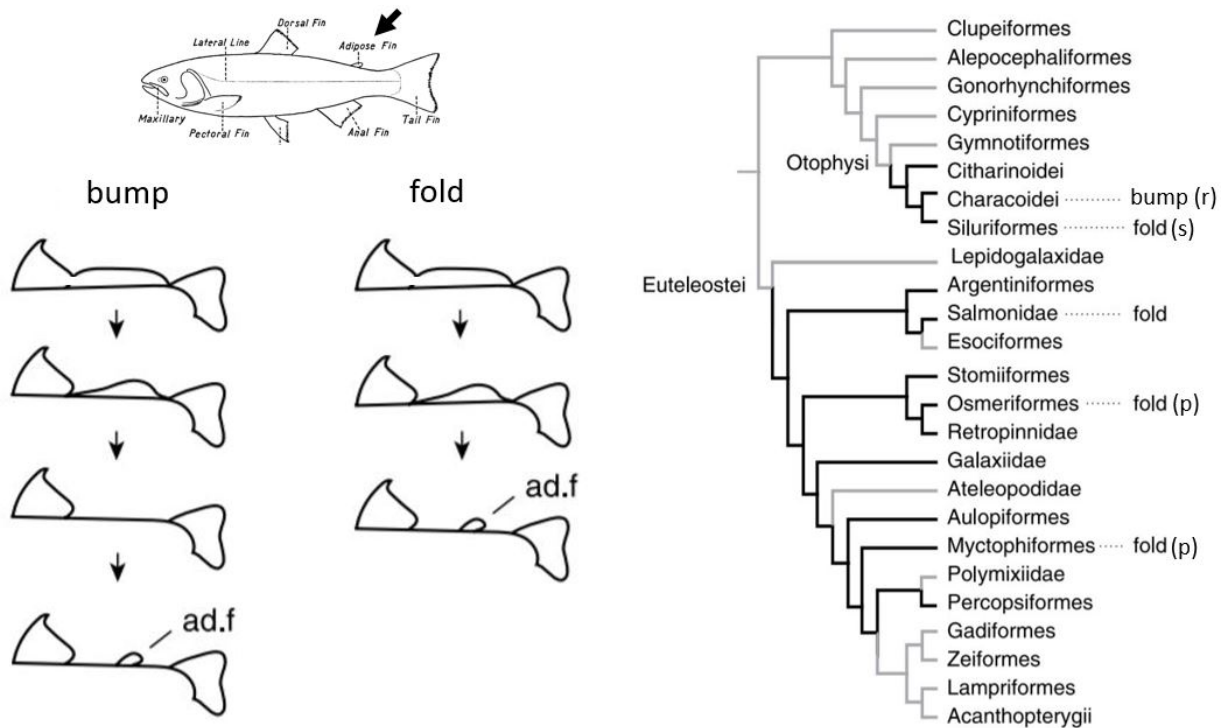 Dorsal Fin
Lateral Line
Adipose Fin
Maxillary
Pectoral Fin
Anal Fin
Tail Fin
bump
fold
ad.f
ad.f
Clupeiformes
Alepocephaliformes
Gonorhynchiformes
Cypriniformes
Gymnotiformes
Otophysi
Citharinoidei
Characoidei bump (r)
Siluriformes fold (s)
Lepidogalaxidae
Euteleostei
Argentiniformes
Salmonidae fold
Esociformes
Stomiiformes
Osmeriformes fold (p)
Retropinnidae
Galaxiidae
Ateleopodidae
Aulopiformes
Myctophiformes fold (p)
Polymixiidae
Percopsiformes
Gadiformes
Zeiformes
Lampriformes
Acanthopterygii